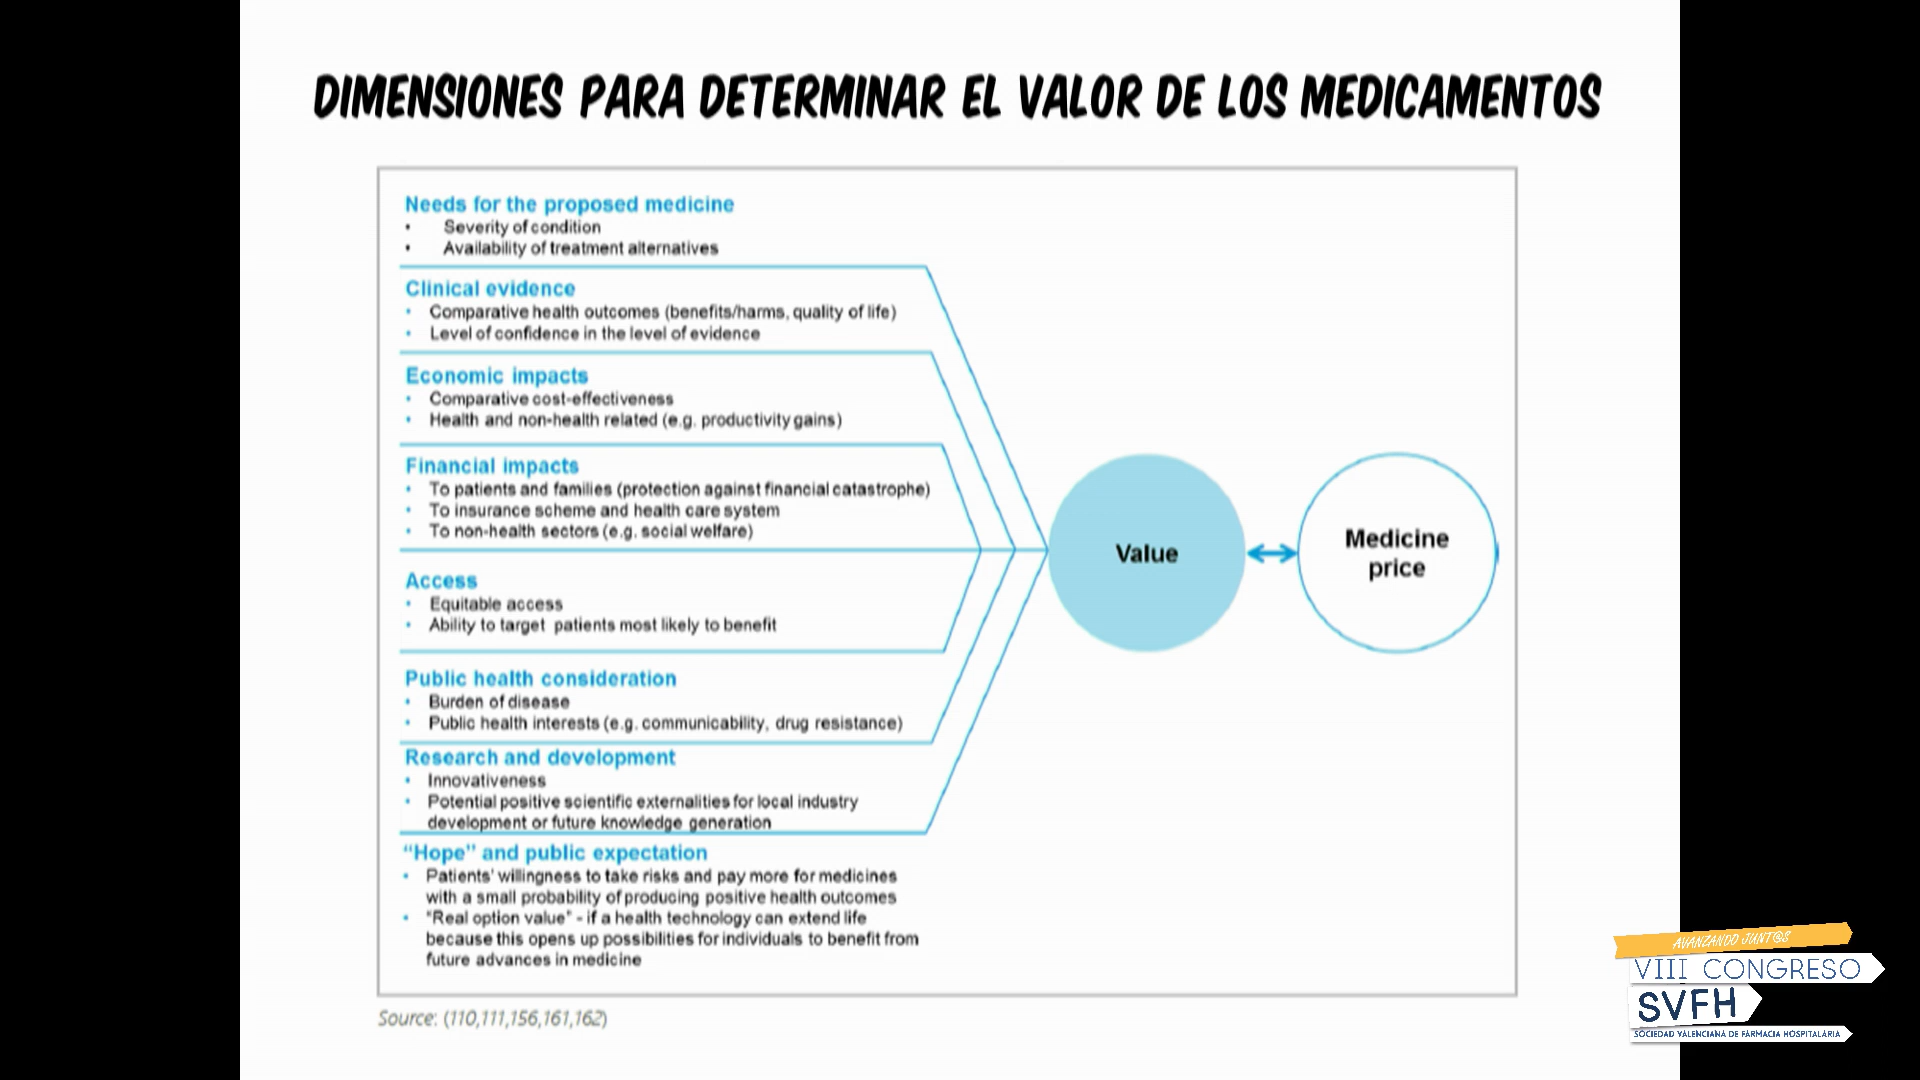 DIMENSIONES PARA DETERMINAR EL VALOR DE LOS MEDICAMENTOS
Needs for the proposed medicine
• Severity of condition
• Availability of treatment alternatives
Clinical evidence
• Comparative health outcomes (benefits/harms, quality of life)
• Level of confidence in the level of evidence
Economic impacts
• Comparative cost-effectiveness
• Health and non-health related (e.g. productivity gains)
Financial impacts
• To patients and families (protection against financial catastrophe)
• To insurance scheme and health care system
• To non-health sectors (e.g. social welfare)
Access
• Equitable access
• Ability to target patients most likely to benefit
Public health consideration
• Burden of disease
• Public health interests (e.g. communicability, drug resistance)
Research and development
• Innovativeness
• Potential positive scientific externalities for local industry
development or future knowledge generation
“Hope” and public expectation
• Patients' willingness to take risks and pay more for medicines
with a small probability of producing positive health outcomes
• "Real option value" - if a health technology can extend life
because this opens up possibilities for individuals to benefit from
future advances in medicine
Value
Medicine
price
Source: (110,111,156,161,162)
AVANZANDO JUNT@S
VIII CONGRESO
SVFH
SOCIEDAD VALENCIANA DE FARMACIA HOSPITALARIA